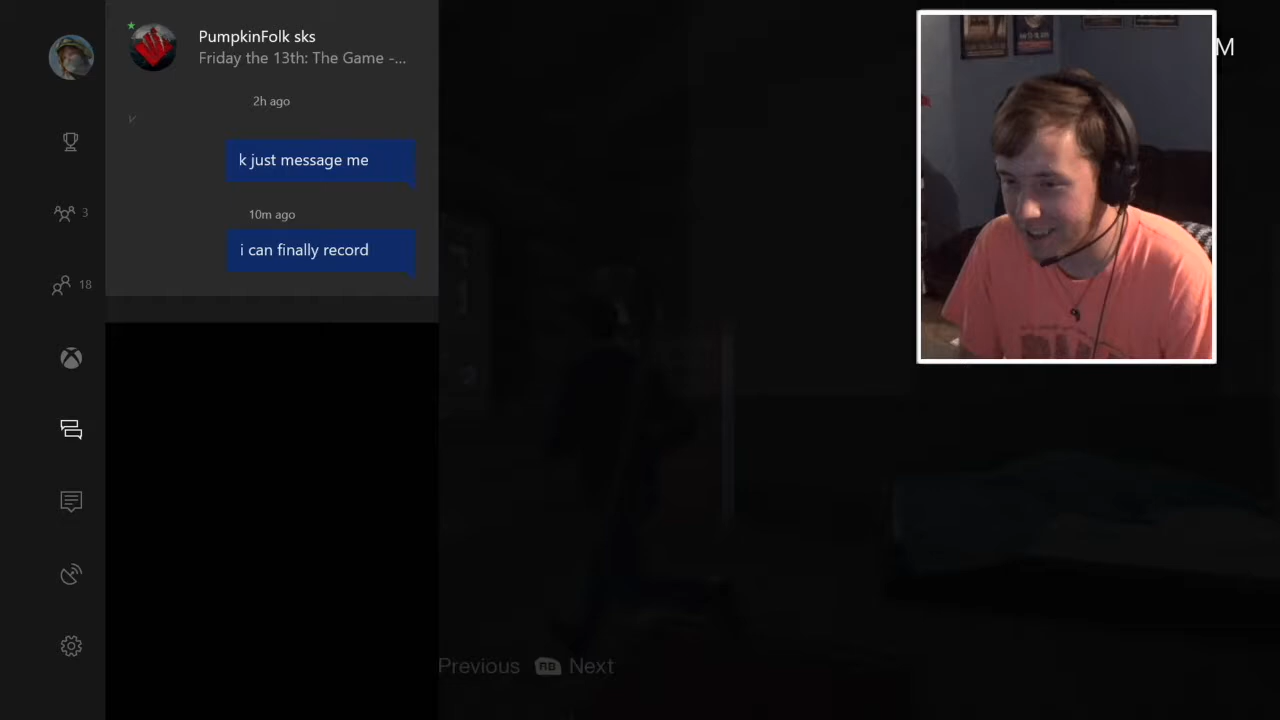 PumpkinFolk sks
Friday the 13th: The Game -...
2h ago
k just message me
10m ago
i can finally record
3
18
M
Previous RB Next